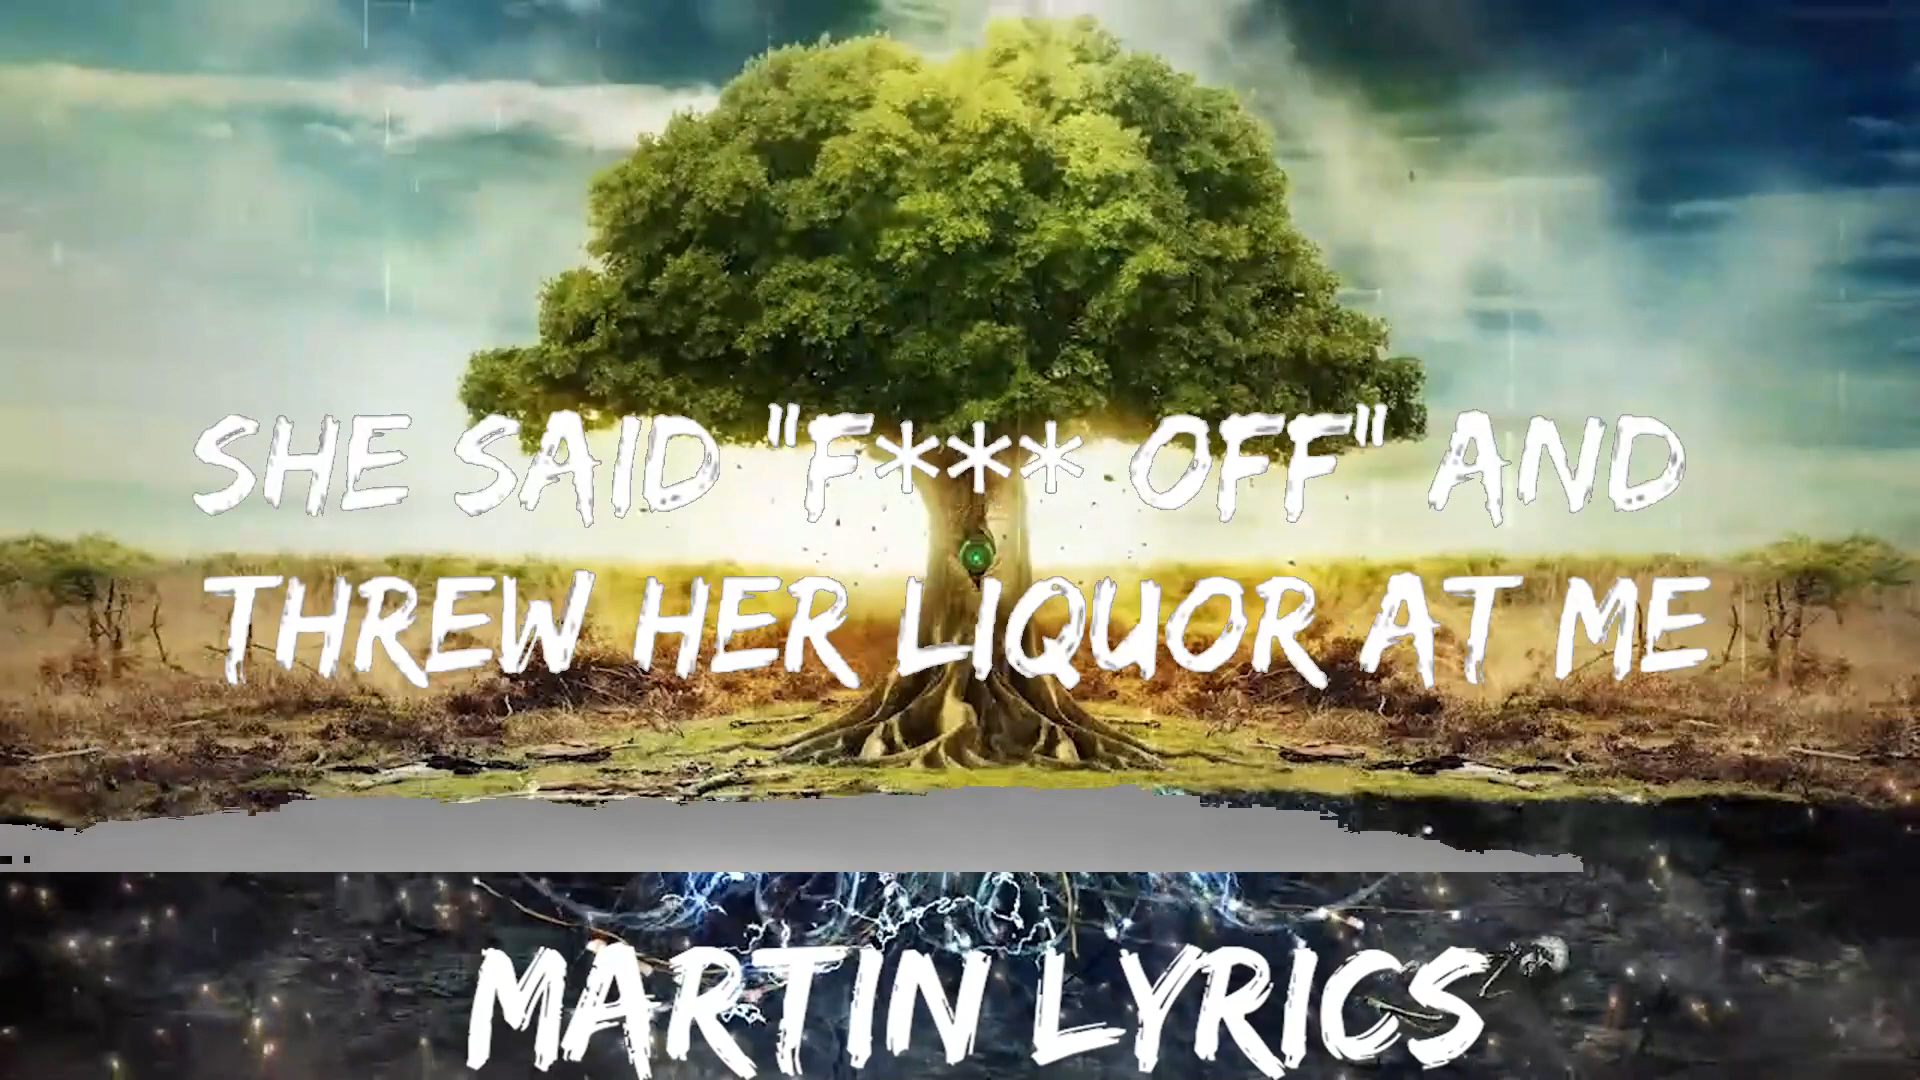 SHE SAID "F*** OFF" AND
THREW HER LIQUOR AT ME
MARTIN LYRICS